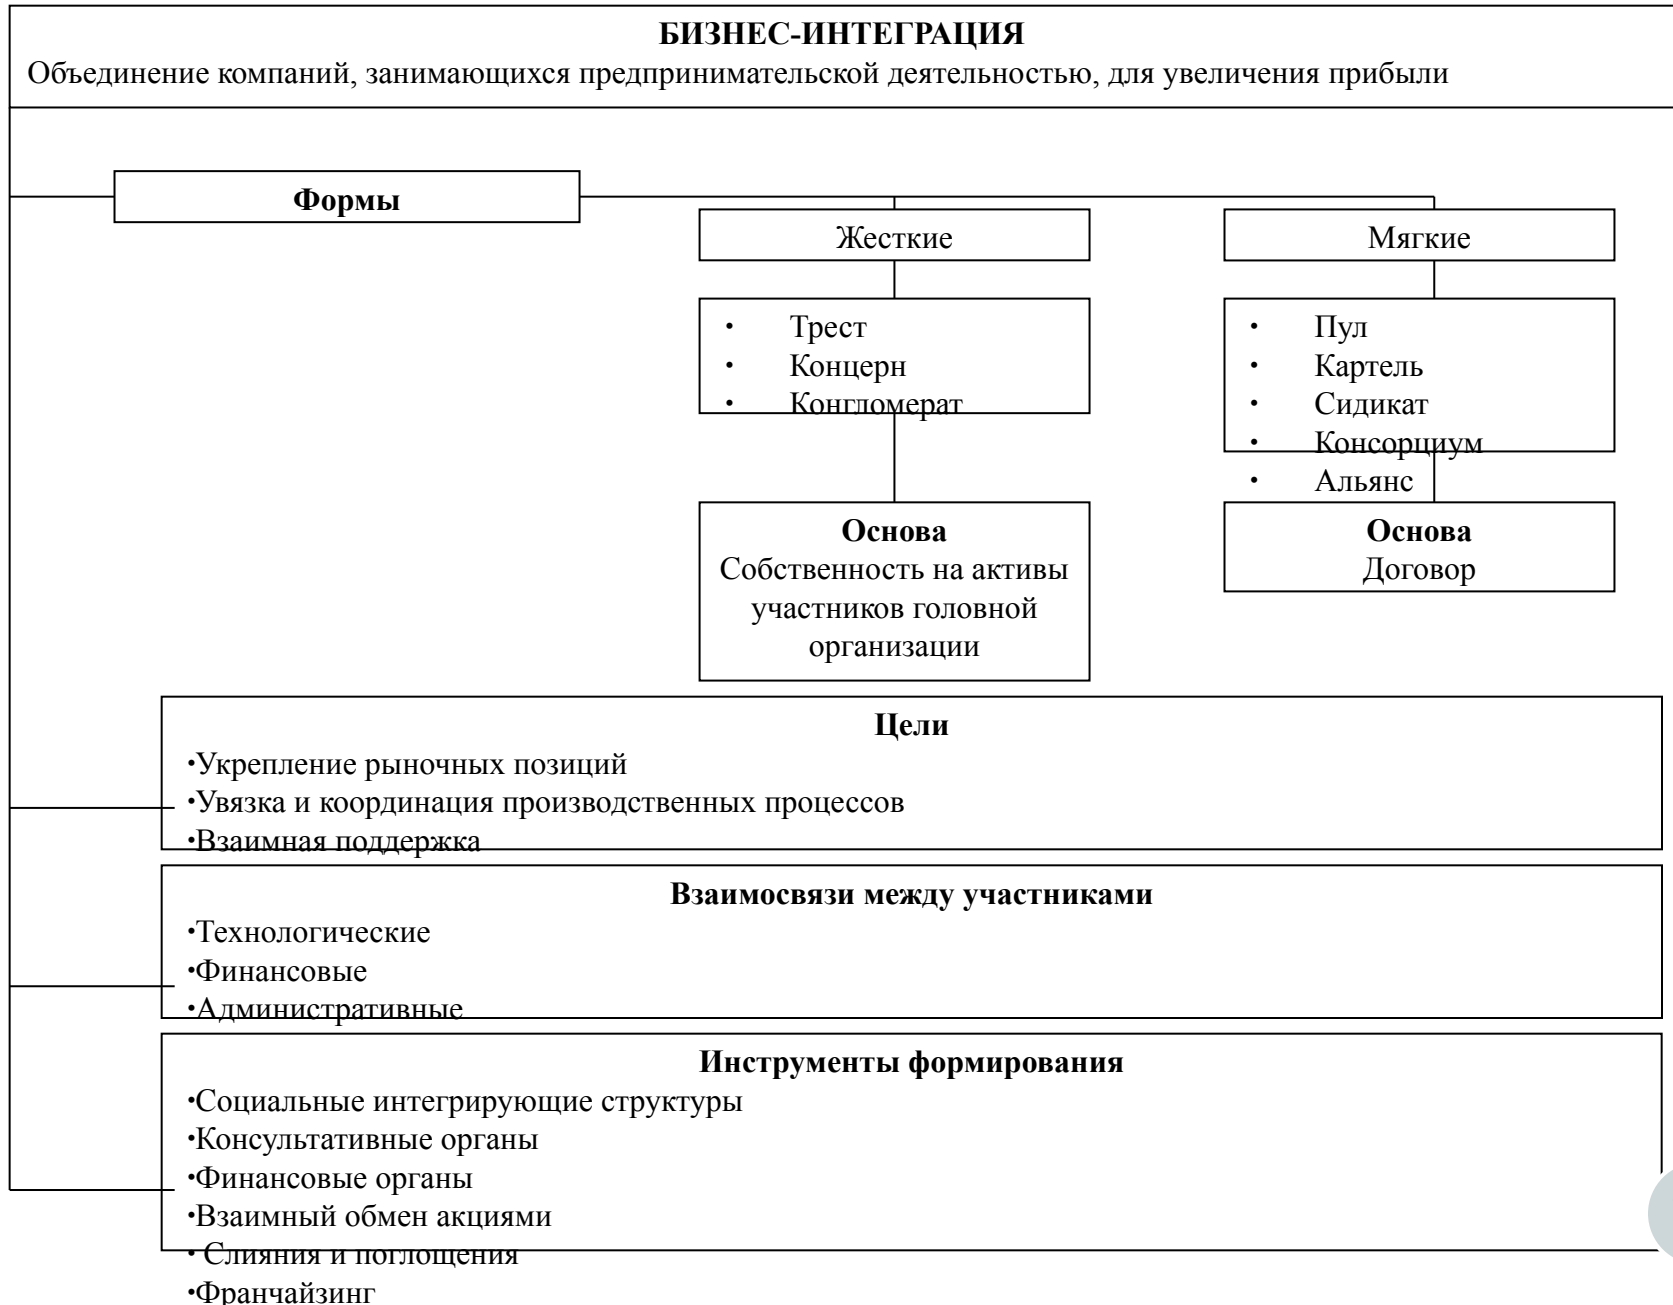 БИЗНЕС-ИНТЕГРАЦИЯ
Объединение компаний, занимающихся предпринимательской деятельностью, для увеличения прибыли
Формы
Жесткие
Мягкие
• Трест
• Концерн
• Конгломерат
• Пул
• Картель
• Сидикат
• Консорциум
• Альянс
Основа
Собственность на активы
участников головной
организации
Основа
Договор
Цели
•Укрепление рыночных позиций
•Увязка и координация производственных процессов
•Взаимная поддержка
Взаимосвязи между участниками
•Технологические
•Финансовые
•Административные
Инструменты формирования
•Социальные интегрирующие структуры
•Консультативные органы
•Финансовые органы
•Взаимный обмен акциями
• Слияния и поглощения
•Франчайзинг